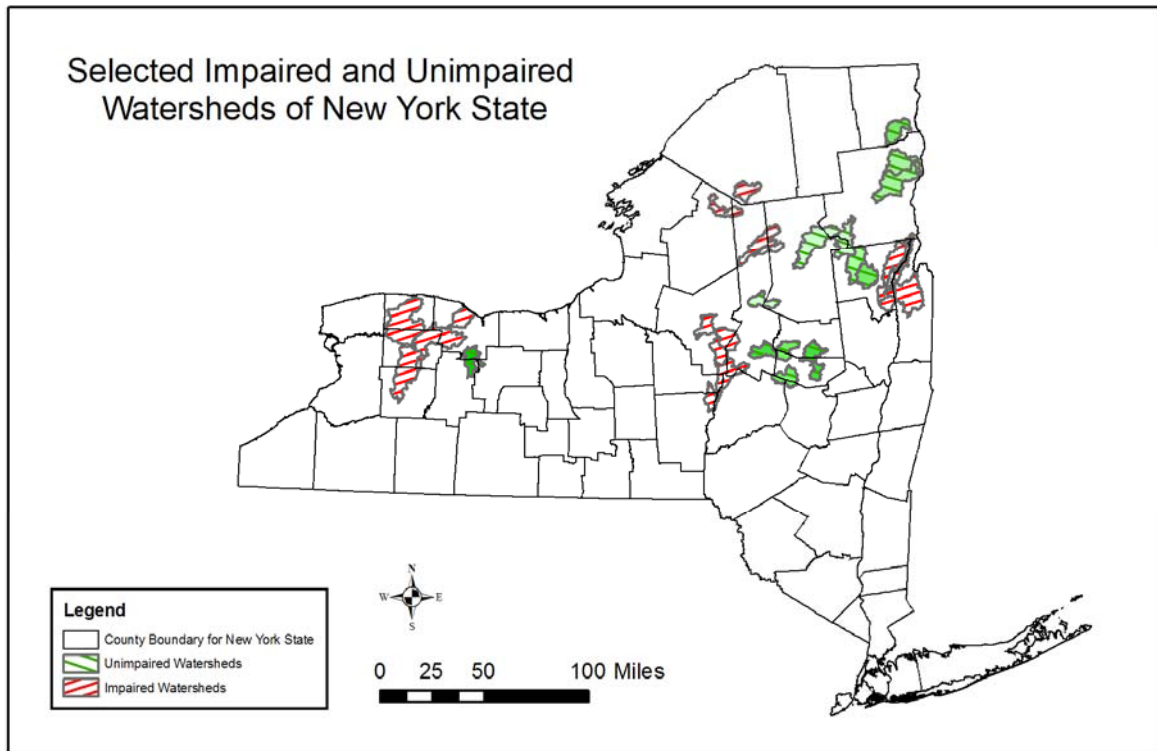 Selected Impaired and Unimpaired
Watersheds of New York State
N
W E
S
Legend
County Boundary for New York State
Unimpaired Watersheds
Impaired Watersheds
0 25 50 100 Miles